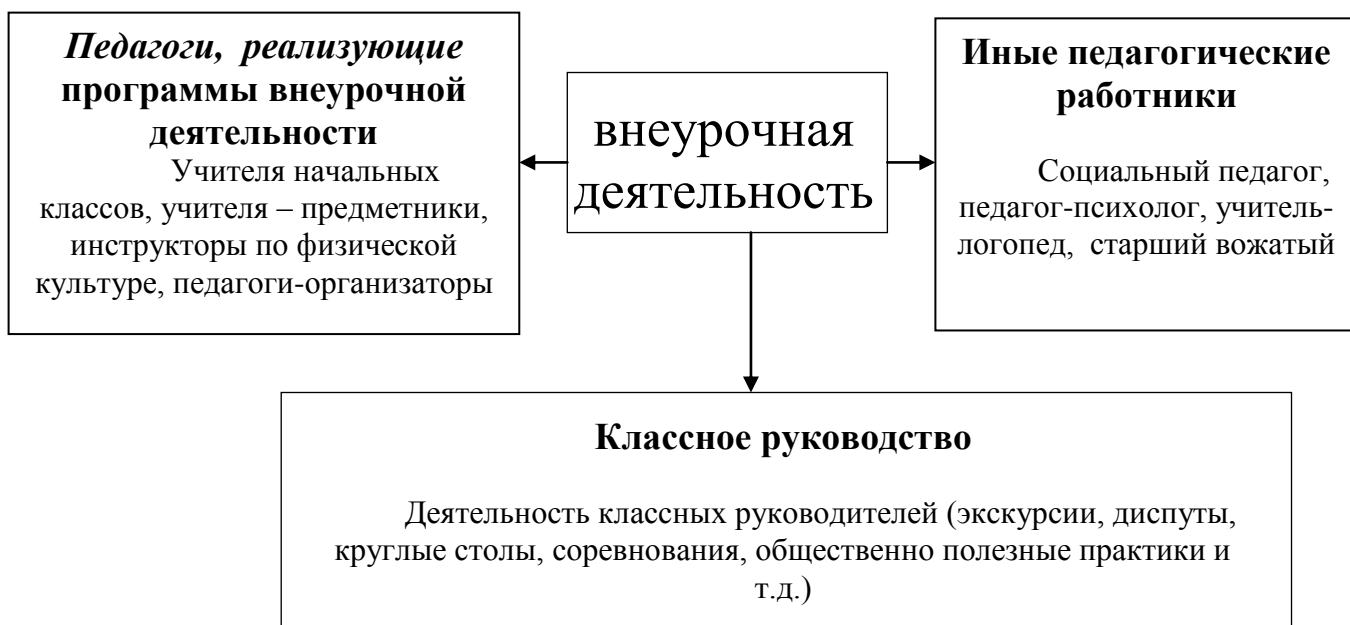 Педагоги, реализующие
программы внеурочной
деятельности
Учителя начальных
классов, учителя – предметники,
инструкторы по физической
культуре, педагоги-организаторы
внеурочная
деятельность
Иные педагогические
работники
Социальный педагог,
педагог-психолог, учитель-
логопед, старший вожатый
Классное руководство
Деятельность классных руководителей (экскурсии, диспуты,
круглые столы, соревнования, общественно полезные практики и
т.д.)